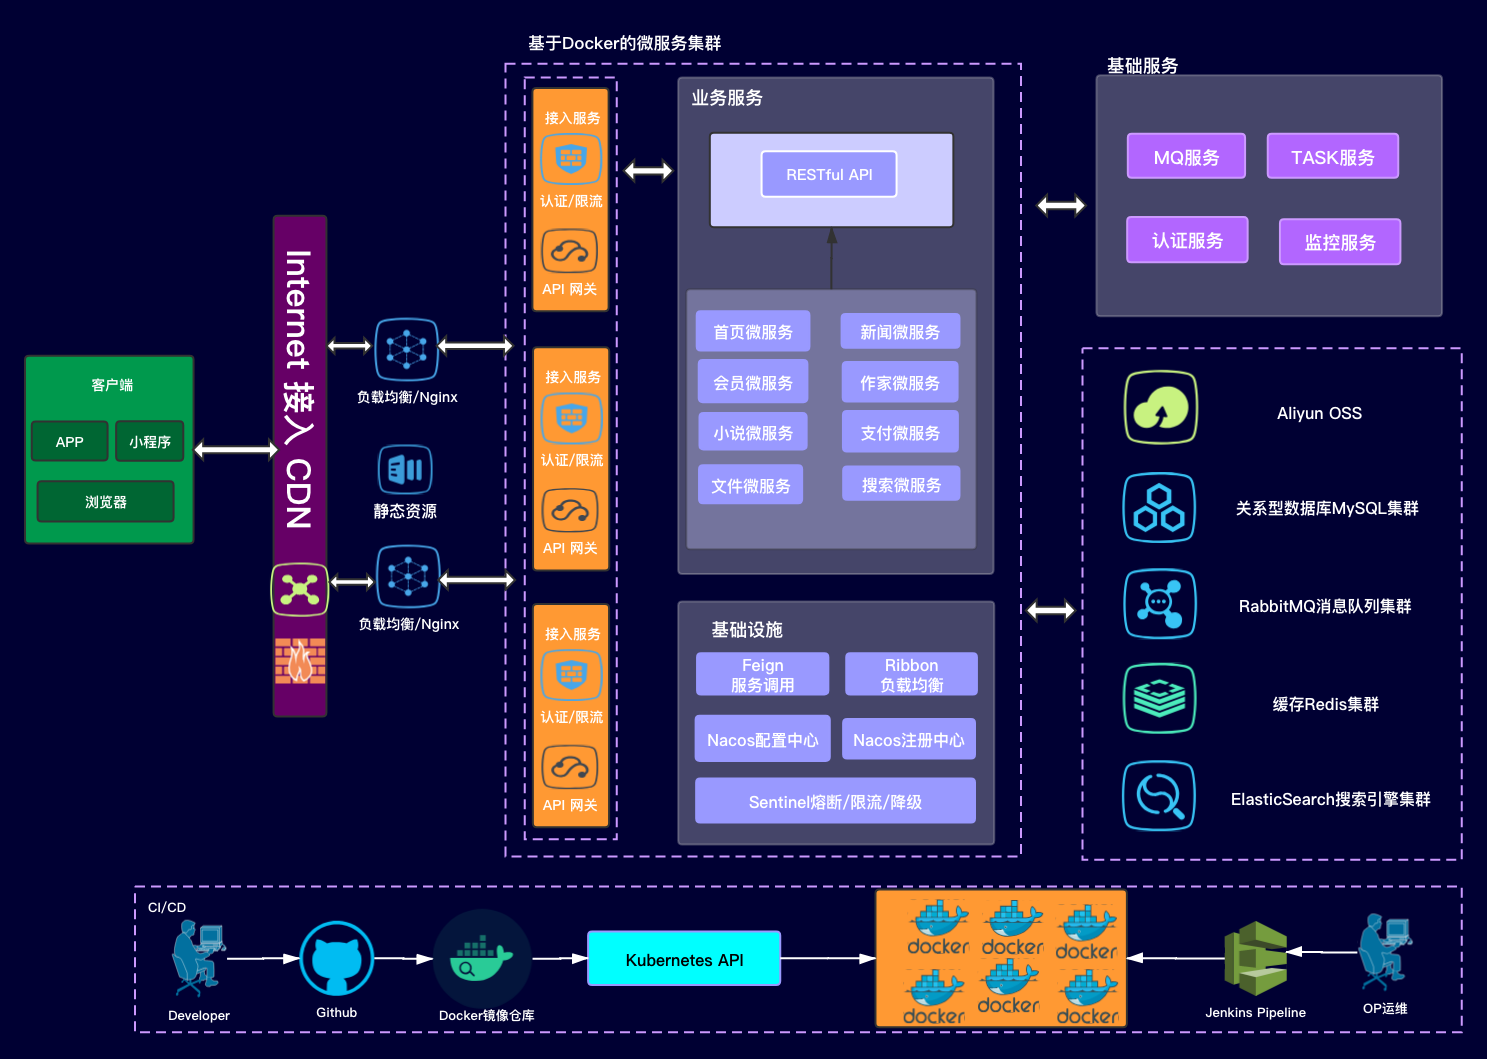 基于Docker的微服务集群
客户端
APP
小程序
浏览器
Internet 接入 CDN
负载均衡/Nginx
静态资源
负载均衡/Nginx
接入服务
认证/限流
API 网关
接入服务
认证/限流
API 网关
接入服务
认证/限流
API 网关
业务服务
RESTful API
首页微服务
新闻微服务
会员微服务
作家微服务
小说微服务
支付微服务
文件微服务
搜索微服务
基础设施
Feign
服务调用
Ribbon
负载均衡
Nacos配置中心
Nacos注册中心
Sentinel熔断/限流/降级
基础服务
MQ服务
TASK服务
认证服务
监控服务
Aliyun OSS
关系型数据库MySQL集群
RabbitMQ消息队列集群
缓存Redis集群
ElasticSearch搜索引擎集群
CI/CD
Developer
Github
Docker镜像仓库
Kubernetes API
docker
docker
docker
docker
docker
docker
Jenkins Pipeline
OP运维